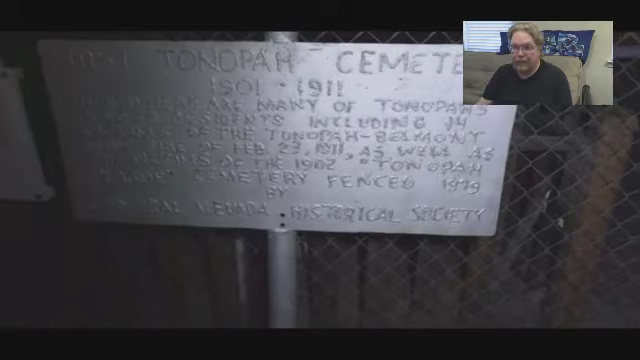 TONOPAH CEMETE
1901 - 1911
ARE MANY OF TONOPAHS
RESIDENTS INCLUDING 14
OF THE TONOPAH-BELMONT
OF FEB. 23, 1911, AS WELL AS
OF THE 1902 "TONOPAH
CEMETERY FENCED 1979
BY
NEVADA HISTORICAL SOCIETY